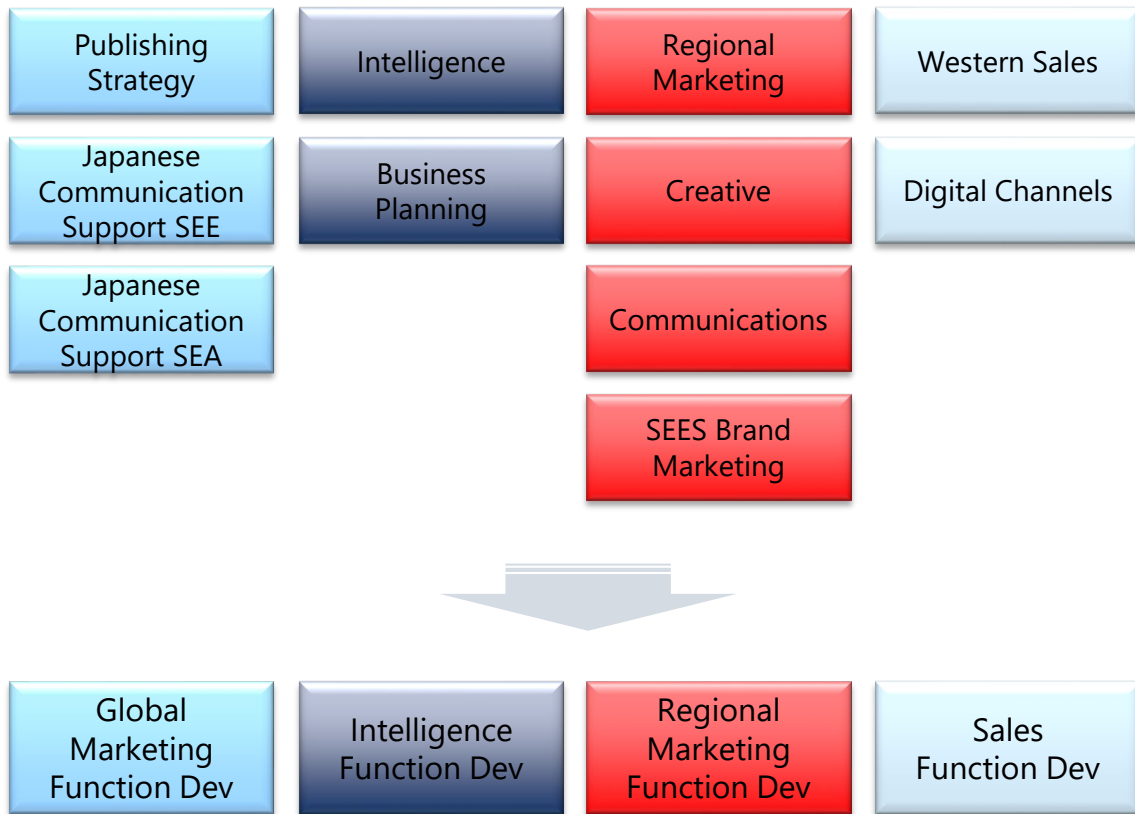 Publishing
Strategy
Intelligence
Regional
Marketing
Western Sales
Japanese
Communication
Support SEE
Business
Planning
Creative
Digital Channels
Japanese
Communication
Support SEA
Communications
SEES Brand
Marketing
Global
Marketing
Function Dev
Intelligence
Function Dev
Regional
Marketing
Function Dev
Sales
Function Dev